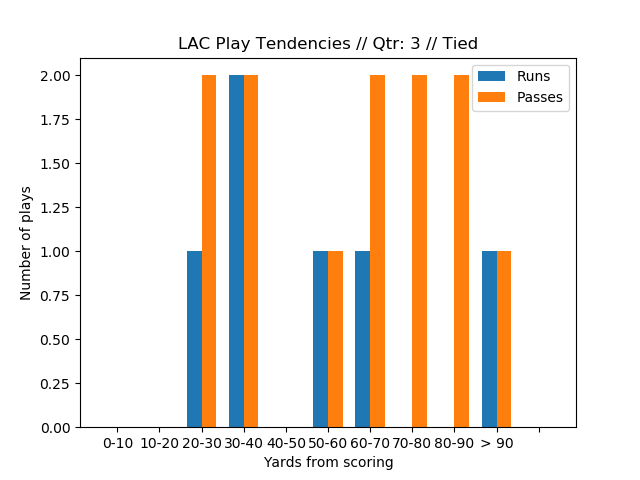 LAC Play Tendencies // Qtr: 3 // Tied
Runs
Passes
2.00
1.75
1.50
1.25
1.00
0.75
0.50
0.25
0.00
Number of plays
0-10 10-20 20-30 30-40 40-50 50-60 60-70 70-80 80-90 > 90
Yards from scoring